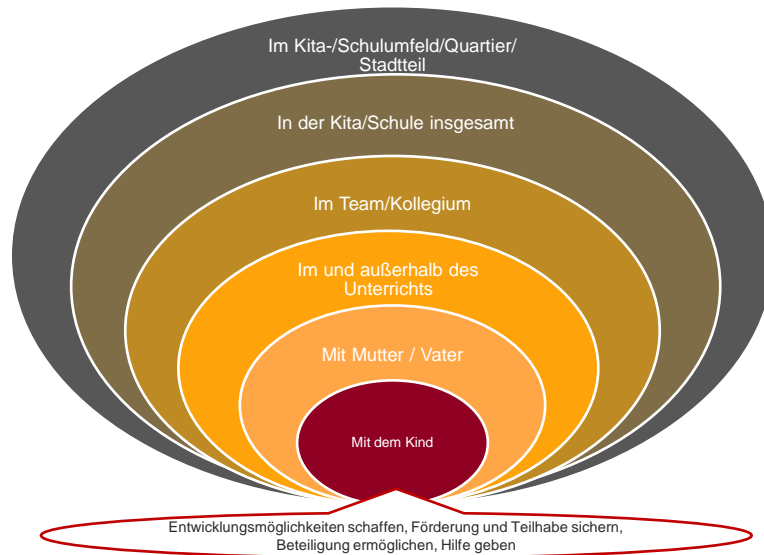 Im Kita-/Schulumfeld/Quartier/
Stadtteil
In der Kita/Schule insgesamt
Im Team/Kollegium
Im und außerhalb des
Unterrichts
Mit Mutter / Vater
Mit dem Kind
Entwicklungsmöglichkeiten schaffen, Förderung und Teilhabe sichern,
Beteiligung ermöglichen, Hilfe geben